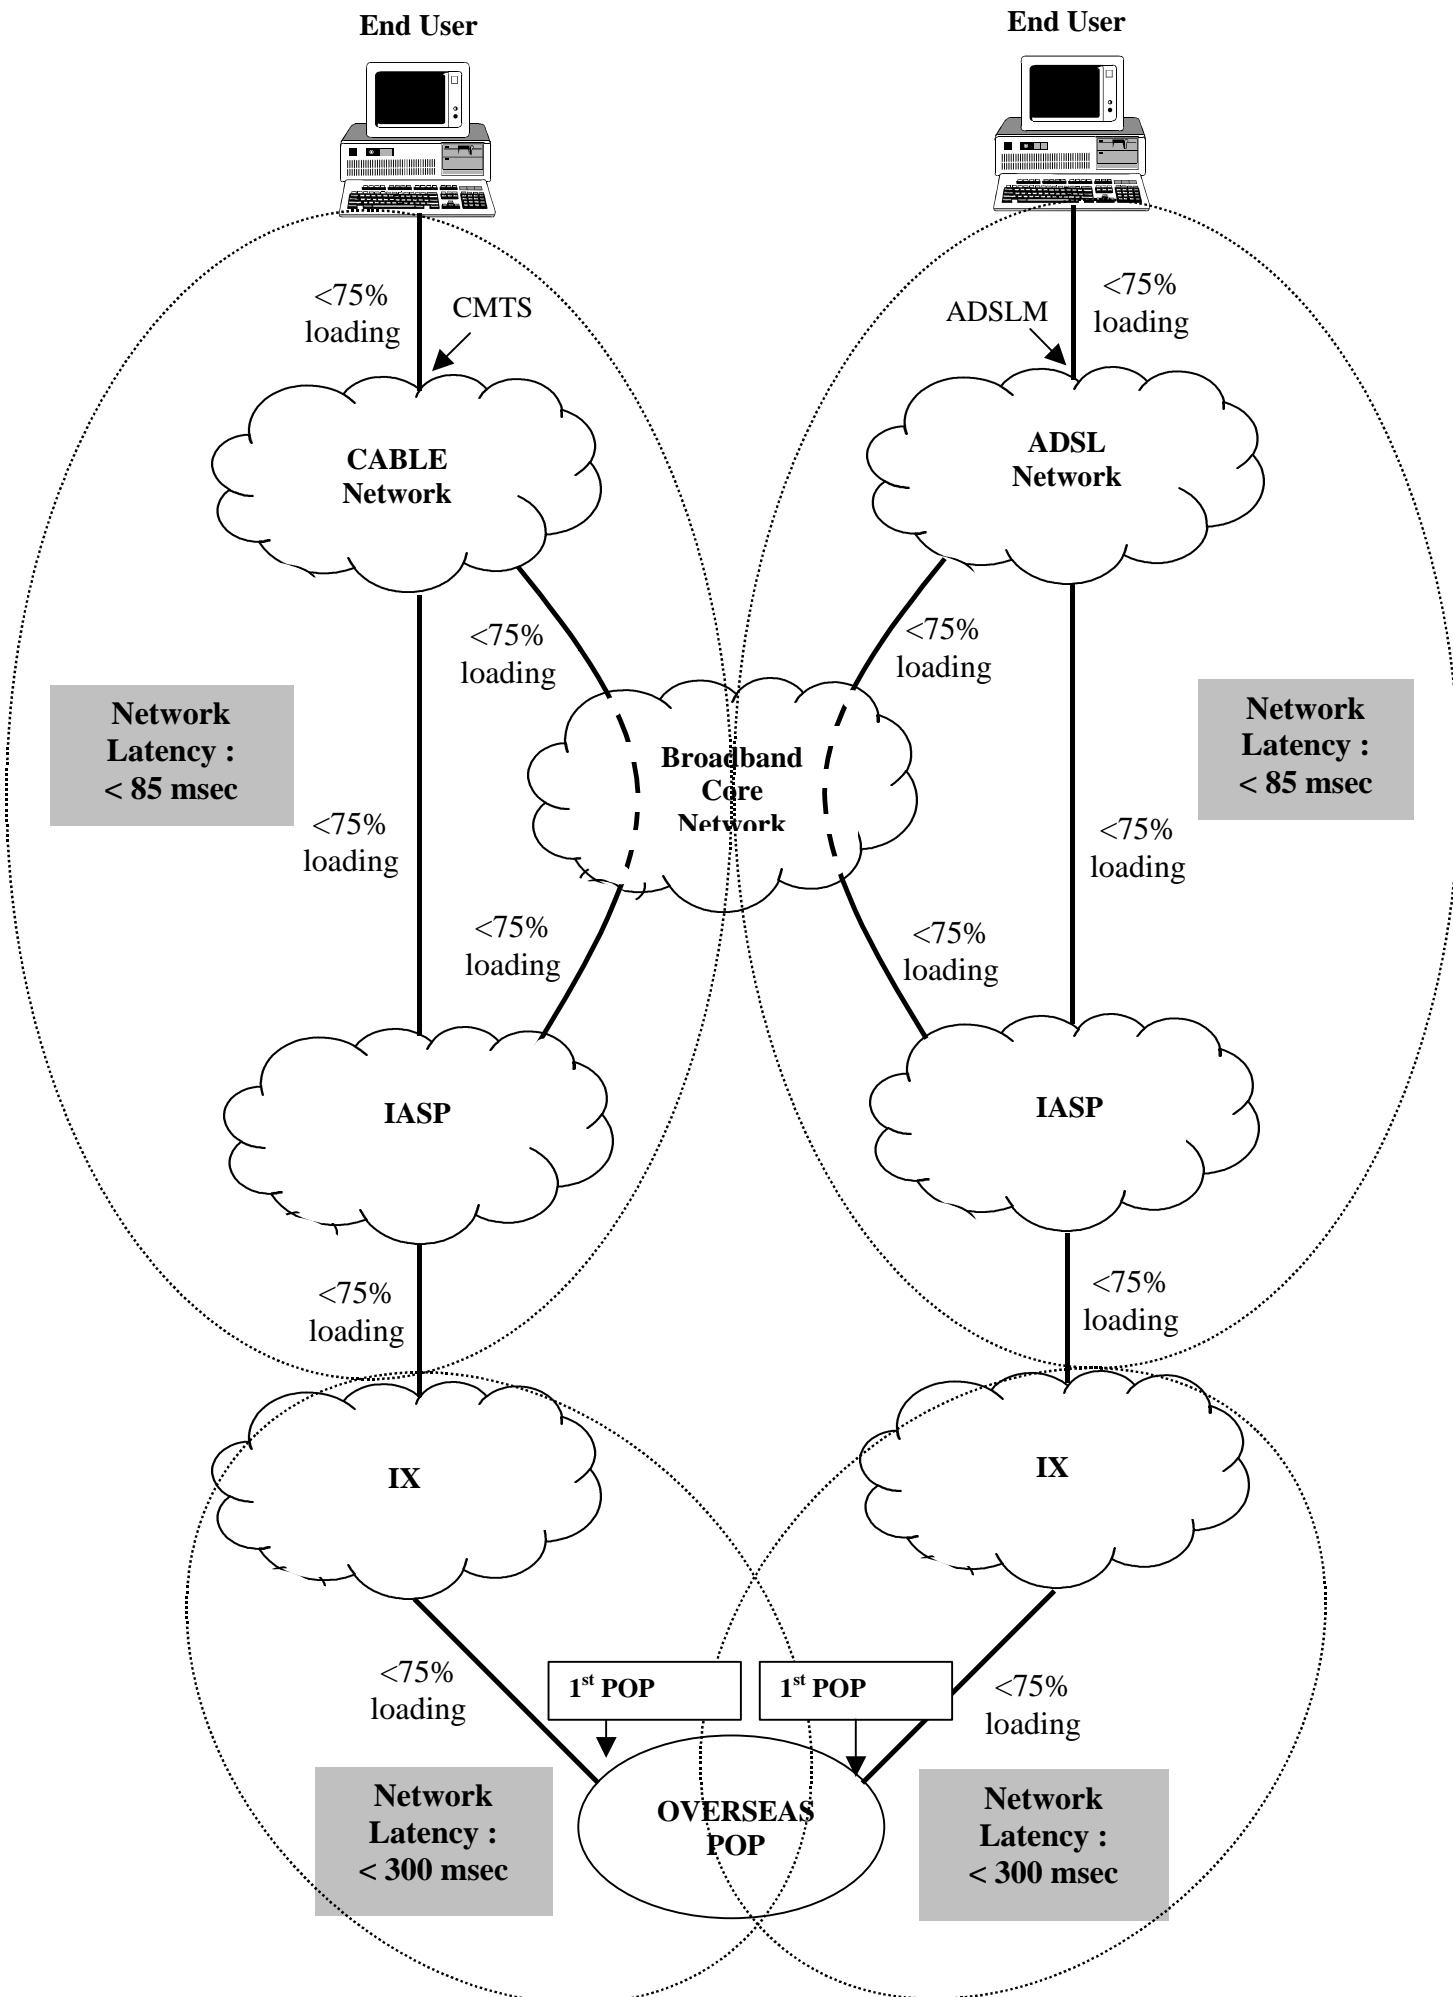 End User
End User
<75%
loading
CMTS
ADSLM
<75%
loading
CABLE
Network
ADSL
Network
<75%
loading
<75%
loading
Network
Latency :
< 85 msec
Broadband
Core
Network
Network
Latency :
< 85 msec
<75%
loading
<75%
loading
<75%
loading
<75%
loading
IASP
IASP
<75%
loading
<75%
loading
IX
IX
<75%
loading
1st POP
1st POP
<75%
loading
Network
Latency :
< 300 msec
OVERSEAS
POP
Network
Latency :
< 300 msec